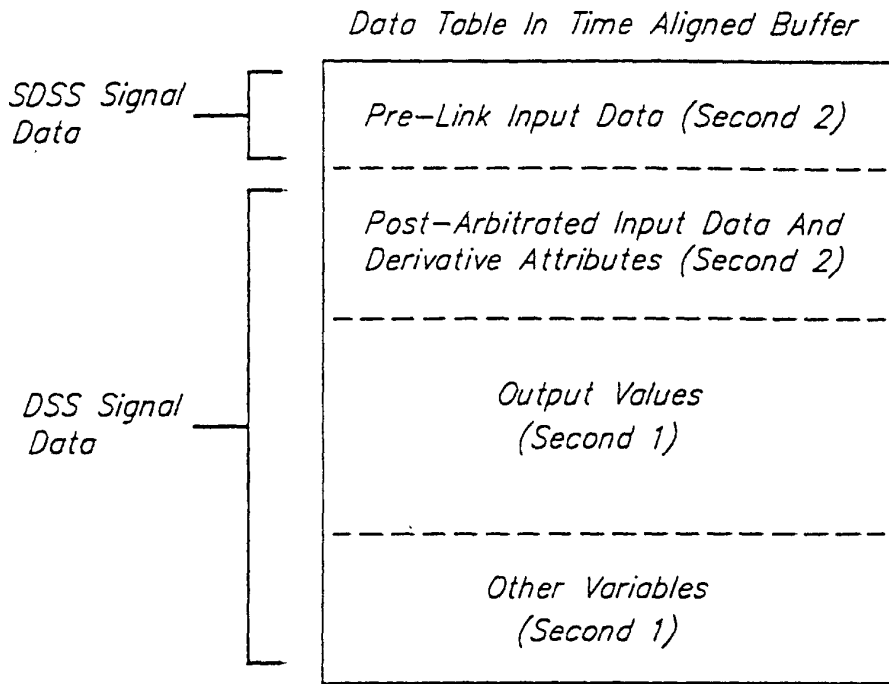 Data Table In Time Aligned Buffer
SDSS Signal
Data
Pre-Link Input Data (Second 2)
Post-Arbitrated Input Data And
Derivative Attributes (Second 2)
DSS Signal
Data
Output Values
(Second 1)
Other Variables
(Second 1)